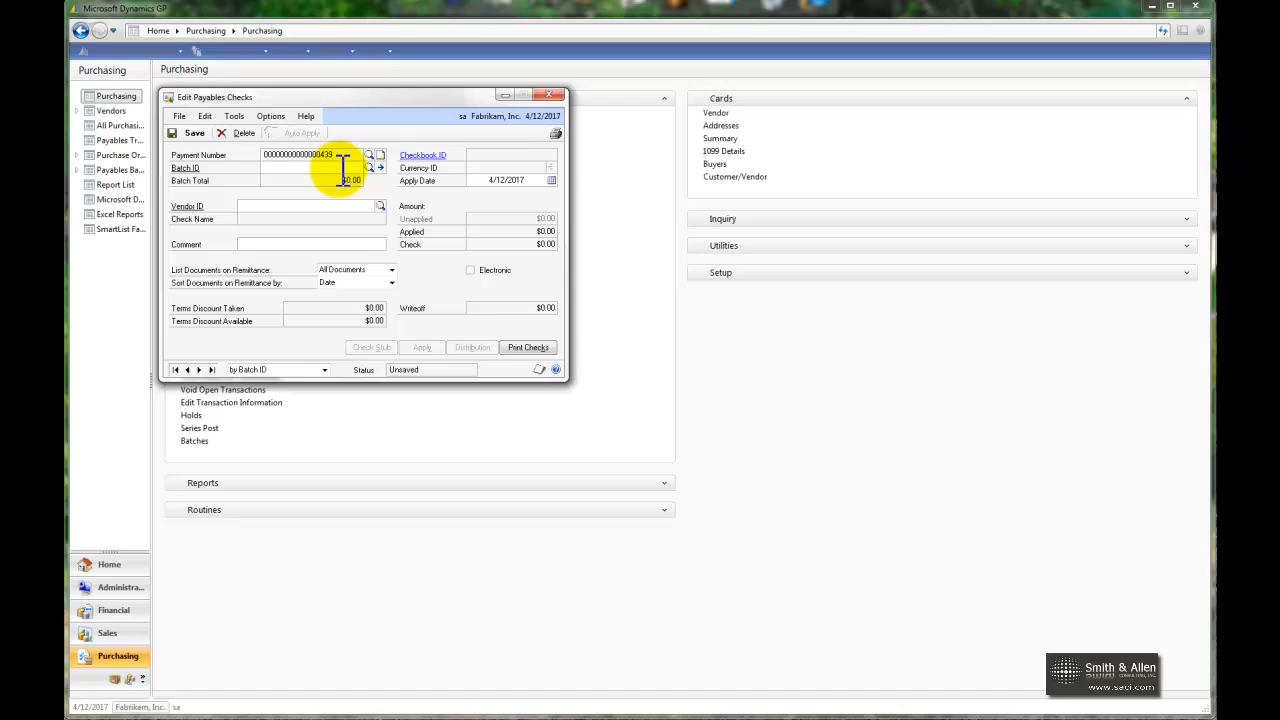 Microsoft Dynamics GP
Home Purchasing Purchasing
Purchasing
Purchasing
Vendors
All Purchasi...
Payables Tr...
Purchase Or...
Payables Ba...
Report List
Microsoft D...
Excel Reports
SmartList Fa...
Purchasing
Edit Payables Checks
File Edit Tools Options Help
sa Fabrikam, Inc. 4/12/2017
Save Delete Auto Apply
Payment Number 00000000000000439
Checkbook ID
Batch ID
Currency ID
Batch Total $0.00
Apply Date 4/12/2017
Vendor ID
Amount:
Check Name
Unapplied $0.00
Applied $0.00
Comment
Check $0.00
List Documents on Remittance: All Documents
Electronic
Sort Documents on Remittance by: Date
Terms Discount Taken $0.00
Writeoff $0.00
Terms Discount Available $0.00
Check Stub Apply Distribution Print Checks
by Batch ID Status Unsaved
Void Open Transactions
Edit Transaction Information
Holds
Series Post
Batches
Reports
Routines
Cards
Vendor
Addresses
Summary
1099 Details
Buyers
Customer/Vendor
Inquiry
Utilities
Setup
Home
Administra...
Financial
Sales
Purchasing
4/12/2017 Fabrikam, Inc. sa
Smith & Allen
CONSULTING, INC.
www.saci.com